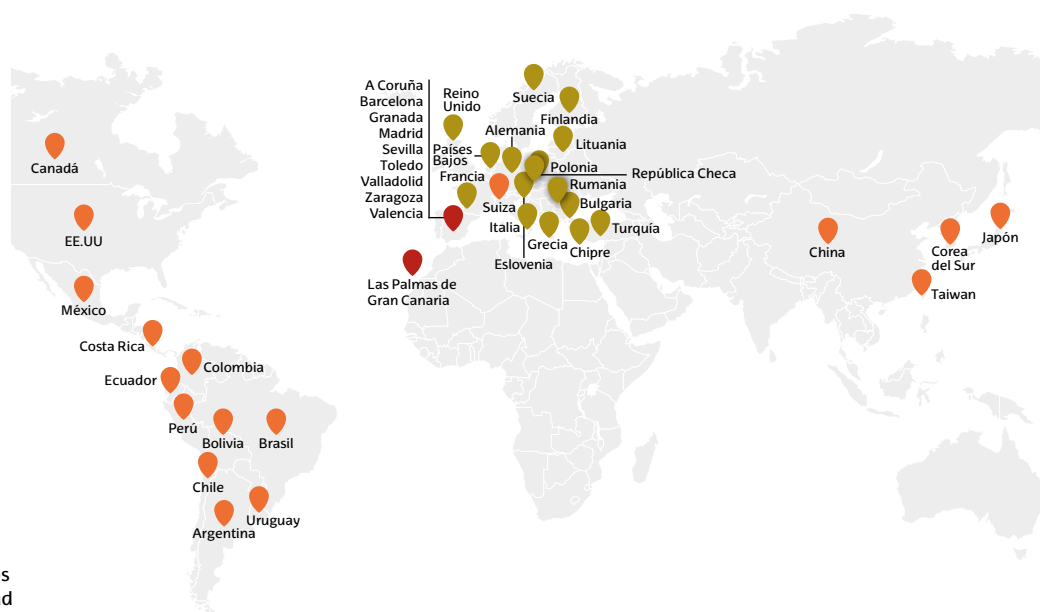 A Coruña
Barcelona
Granada
Madrid
Sevilla
Toledo
Valladolid
Zaragoza
Valencia
Reino
Unido
Suecia
Finlandia
Alemania
Lituania
Países
Bajos
Polonia
República Checa
Francia
Rumania
Suiza
Bulgaria
Italia
Turquía
Grecia
Chipre
Eslovenia
Las Palmas de
Gran Canaria
Canadá
EE.UU
México
Costa Rica
Colombia
Ecuador
Perú
Bolivia
Brasil
Chile
Uruguay
Argentina
China
Corea
del Sur
Japón
Taiwan